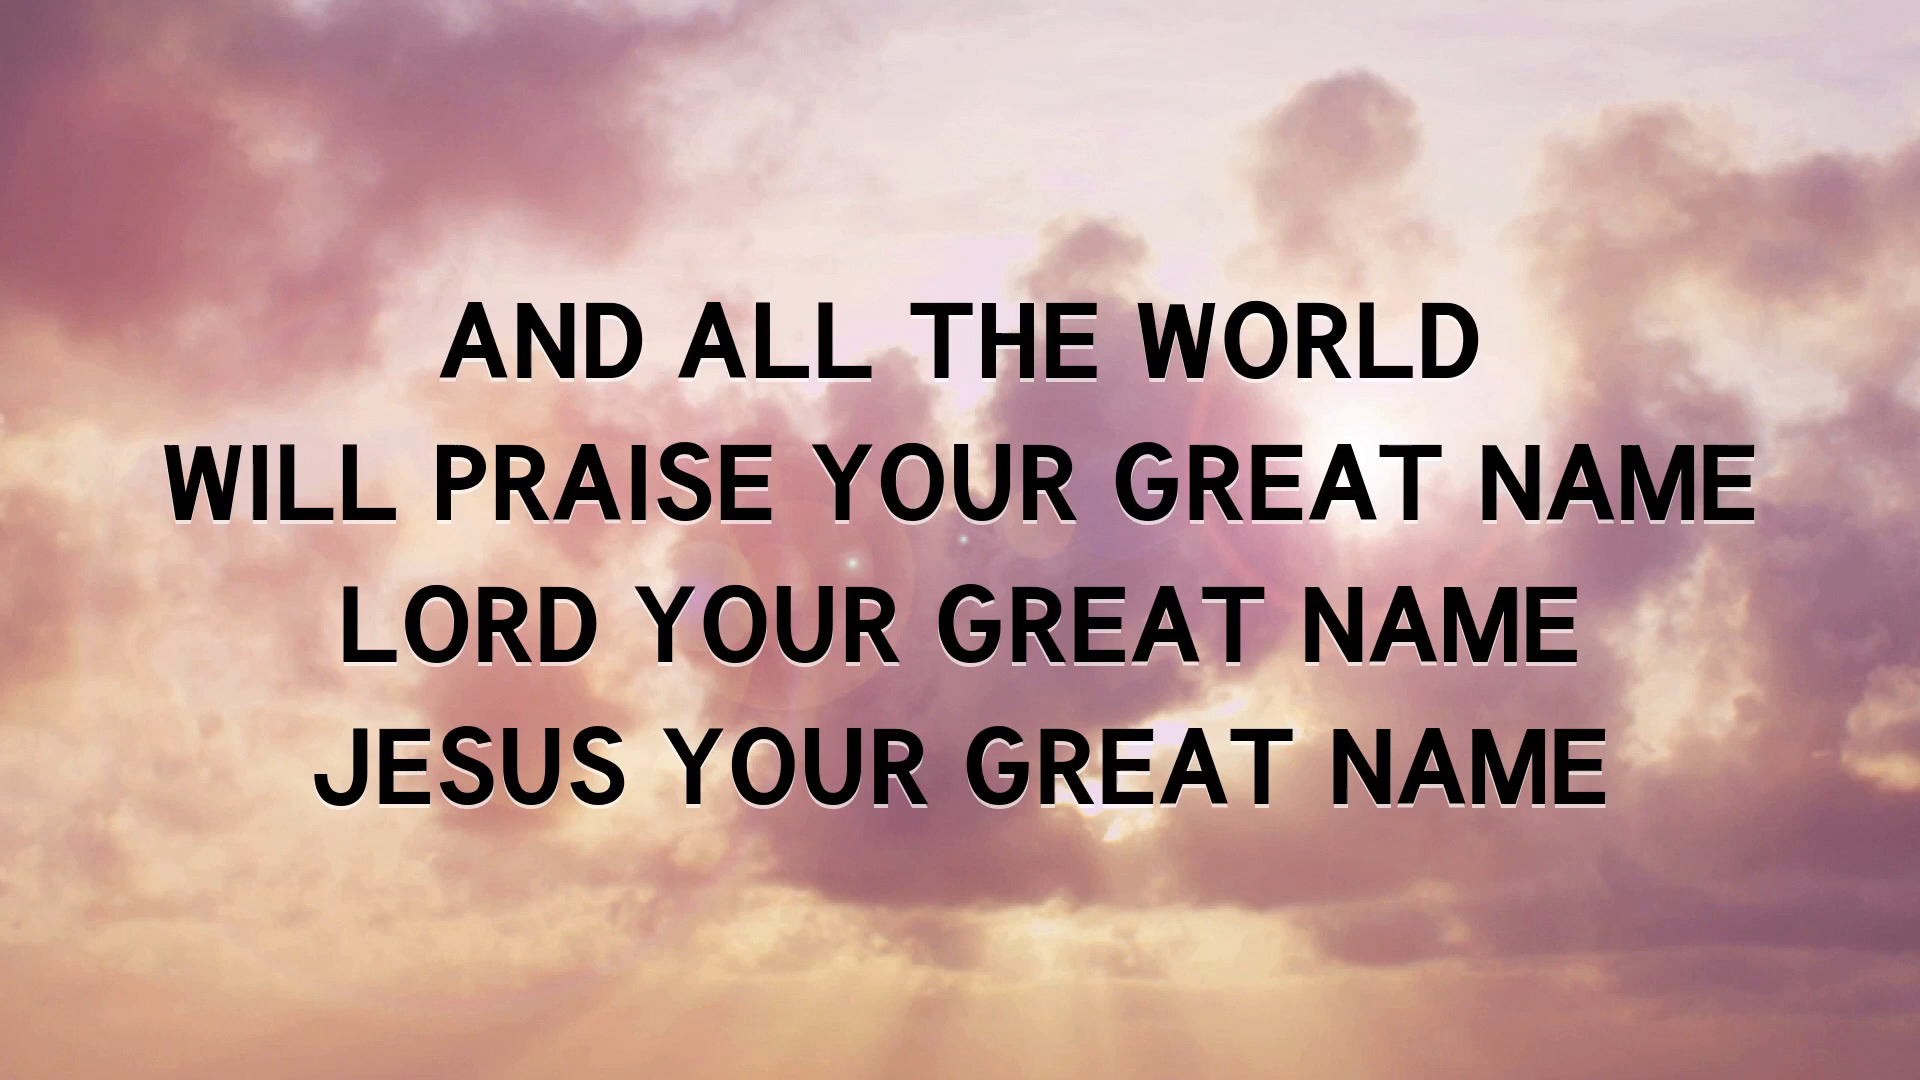 AND ALL THE WORLD
WILL PRAISE YOUR GREAT NAME
LORD YOUR GREAT NAME
JESUS YOUR GREAT NAME